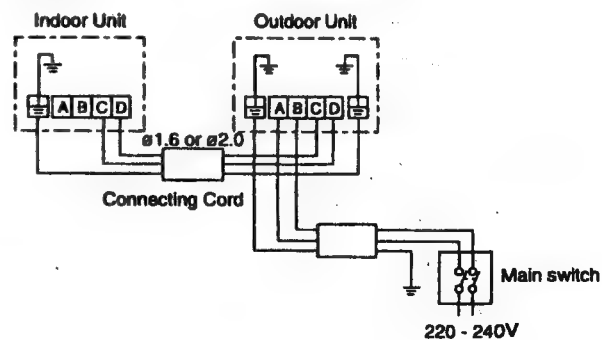 Indoor Unit
Outdoor Unit
A B C D
A B C D
ø1.6 or ø2.0
Connecting Cord
Main switch
220 - 240V